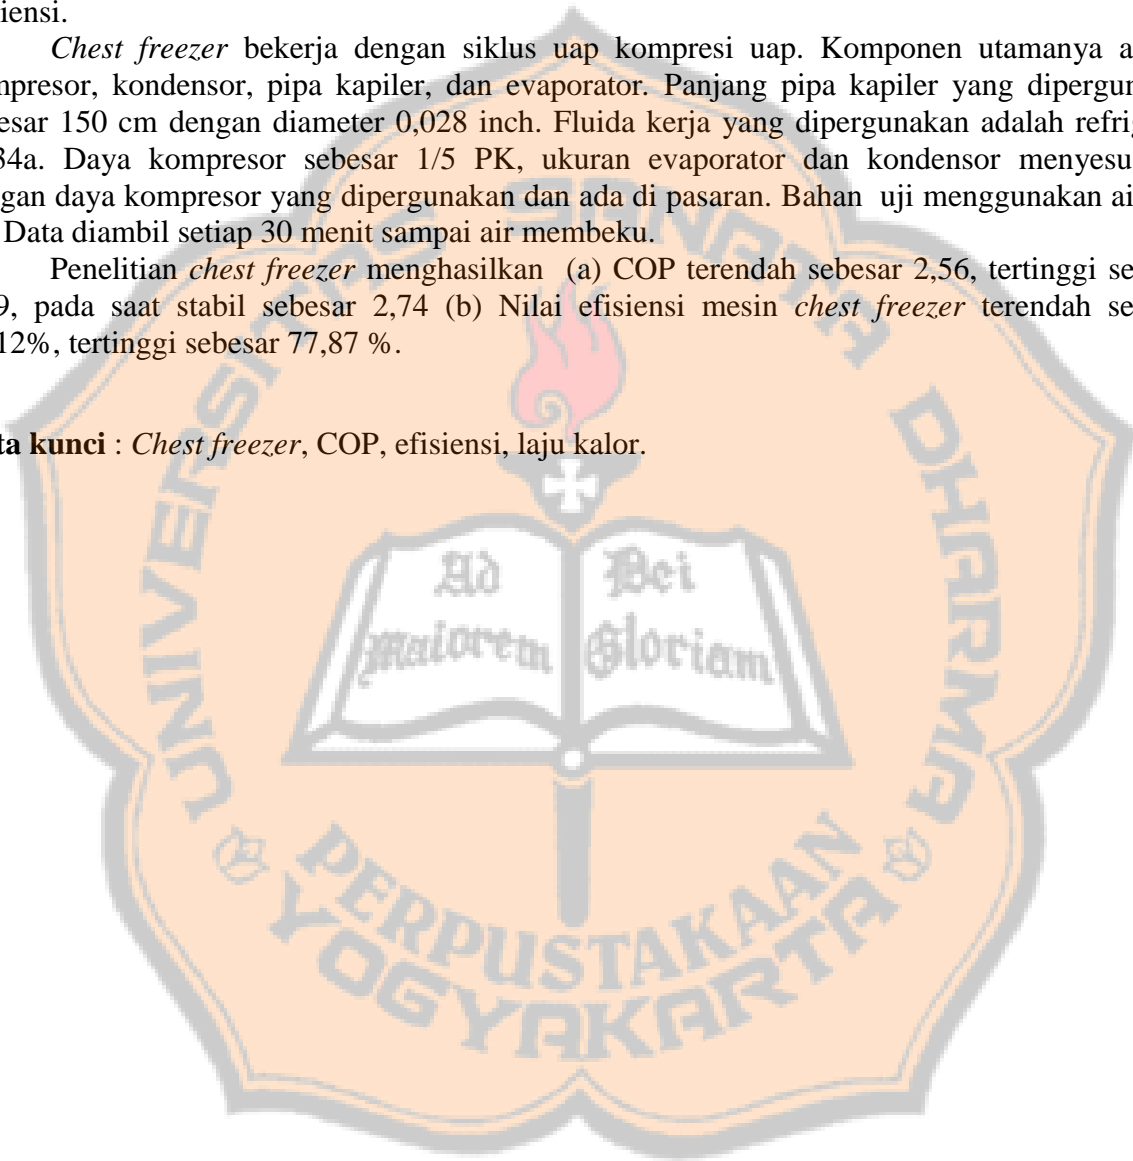 iensi.
Chest freezer bekerja dengan siklus uap kompresi uap. Komponen utamanya a
mpresor, kondensor, pipa kapiler, dan evaporator. Panjang pipa kapiler yang dipergun
esar 150 cm dengan diameter 0,028 inch. Fluida kerja yang dipergunakan adalah refrig
34a. Daya kompresor sebesar 1/5 PK, ukuran evaporator dan kondensor menyesu
gan daya kompresor yang dipergunakan dan ada di pasaran. Bahan uji menggunakan ai
Data diambil setiap 30 menit sampai air membeku.
Penelitian chest freezer menghasilkan (a) COP terendah sebesar 2,56, tertinggi se
9, pada saat stabil sebesar 2,74 (b) Nilai efisiensi mesin chest freezer terendah se
12%, tertinggi sebesar 77,87 %.
ta kunci : Chest freezer, COP, efisiensi, laju kalor.
UNIVERSITAS SANATA DHARMA
Ad Dei
maiorem Gloriam
PERPUSTAKAAN
YOGYAKARTA